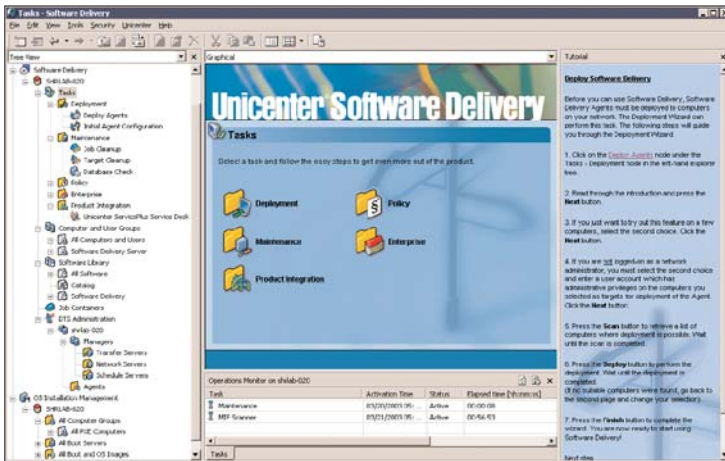 Tasks - Software Delivery
File Edit View Tools Security Unicenter Help
Tree View
Software Delivery
SHRLAB-020
Tasks
Deployment
Deploy Agents
Initial Agent Configuration
Maintenance
Job Cleanup
Target Cleanup
Database Check
Policy
Enterprise
Product Integration
Unicenter ServicePlus Service Desk
Computer and User Groups
All Computers and Users
Software Delivery Server
Software Library
All Software
Catalog
Software Delivery
Job Containers
DTS Administration
shrlab-020
Managers
Transfer Servers
Network Servers
Schedule Servers
Agents
OS Installation Management
SHRLAB-020
All Computer Groups
All PXE Computers
All Boot Servers
All Boot and OS Images
Graphical
Unicenter Software Delivery
Tasks
Select a task and follow the easy steps to get even more out of the product.
Deployment
Policy
Maintenance
Enterprise
Product Integration
Operations Monitor on shrlab-020
Task Activation Time Status Elapsed time [hh:mm:ss]
Maintenance 03/20/2003 05: ... Active 00:00:08
MIF Scanner 03/21/2003 05: ... Active 00:56:53
Tasks
Tutorial
Deploy Software Delivery
Before you can use Software Delivery, Software
Delivery Agents must be deployed to computers
on your network. The Deployment Wizard can
perform this task. The following steps will guide
you through the Deployment Wizard.
1. Click on the Deploy Agents node under the
Tasks - Deployment node in the left-hand explorer
tree.
2. Read through the introduction and press the
Next button.
3. If you just want to try out this feature on a few
computers, select the second choice. Click the
Next button.
4. If you are not logged-on as a network
administrator, you must select the second choice
and enter a user account which has
administrative privileges on the computers you
selected as targets for deployment of the Agent.
Click the Next button.
5. Press the Scan button to retrieve a list of
computers where deployment is possible. Wait
until the scan is completed.
6. Press the Deploy button to perform the
deployment. Wait until the deployment is
completed.
(If no suitable computers were found, go back to
the second page and change your selection).
7. Press the Finish button to complete the
wizard. You are now ready to start using
Software Delivery!
Next step